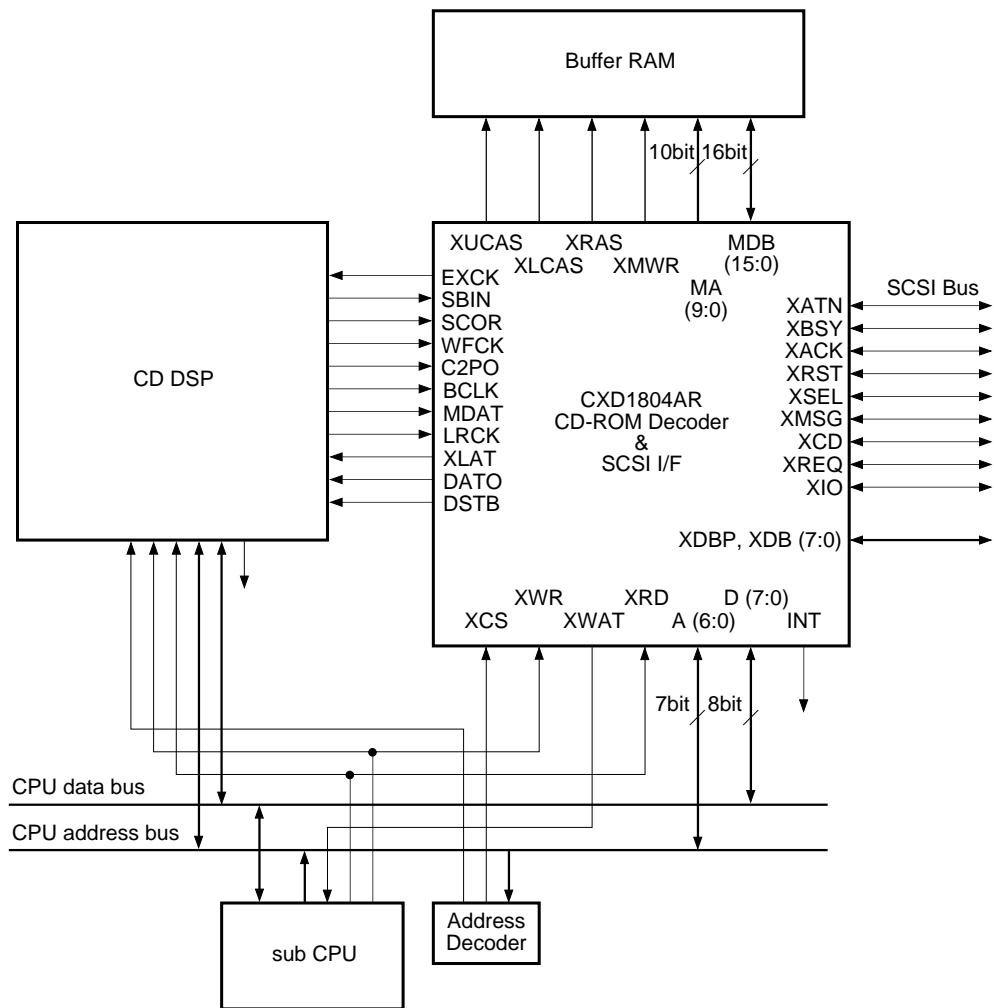 Buffer RAM
10bit 16bit
XUCAS XRAS MDB
(15:0)
XLCAS XMWR
MA
(9:0)
EXCK
SBIN
SCOR
WFCK
C2PO
BCLK
MDAT
LRCK
XLAT
DATO
DSTB
CD DSP
CXD1804AR
CD-ROM Decoder
&
SCSI I/F
SCSI Bus
XATN
XBSY
XACK
XRST
XSEL
XMSG
XCD
XREQ
XIO
XDBP, XDB (7:0)
XWR XRD D (7:0)
XCS XWAT A (6:0) INT
7bit 8bit
CPU data bus
CPU address bus
sub CPU
Address
Decoder